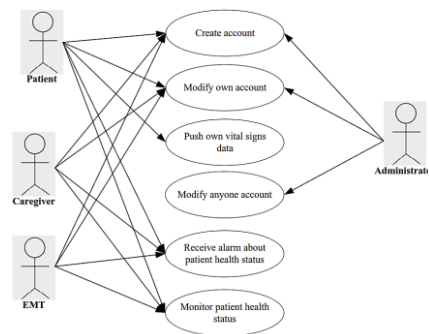 Create account
Patient
Modify own account
Push own vital signs
data
Caregiver
Administrato
Modify anyone account
Receive alarm about
patient health status
EMT
Monitor patient health
status